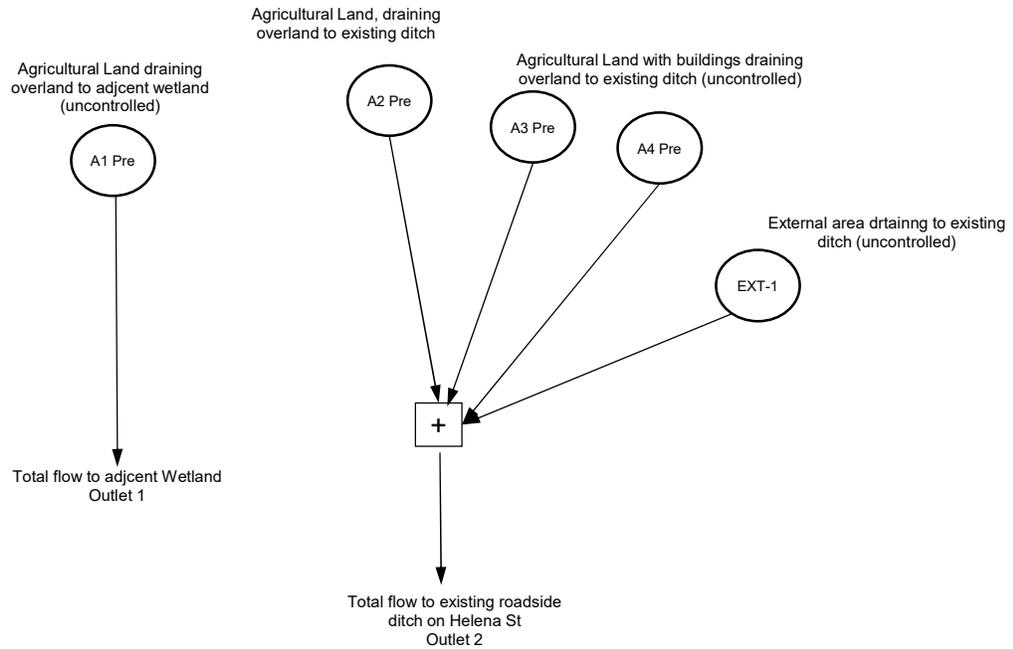 Agricultural Land, draining
overland to existing ditch
Agricultural Land draining
overland to adjcent wetland
(uncontrolled)
Agricultural Land with buildings draining
overland to existing ditch (uncontrolled)
A1 Pre
A2 Pre
A3 Pre
A4 Pre
External area drtainng to existing
ditch (uncontrolled)
EXT-1
+
Total flow to adjcent Wetland
Outlet 1
Total flow to existing roadside
ditch on Helena St
Outlet 2